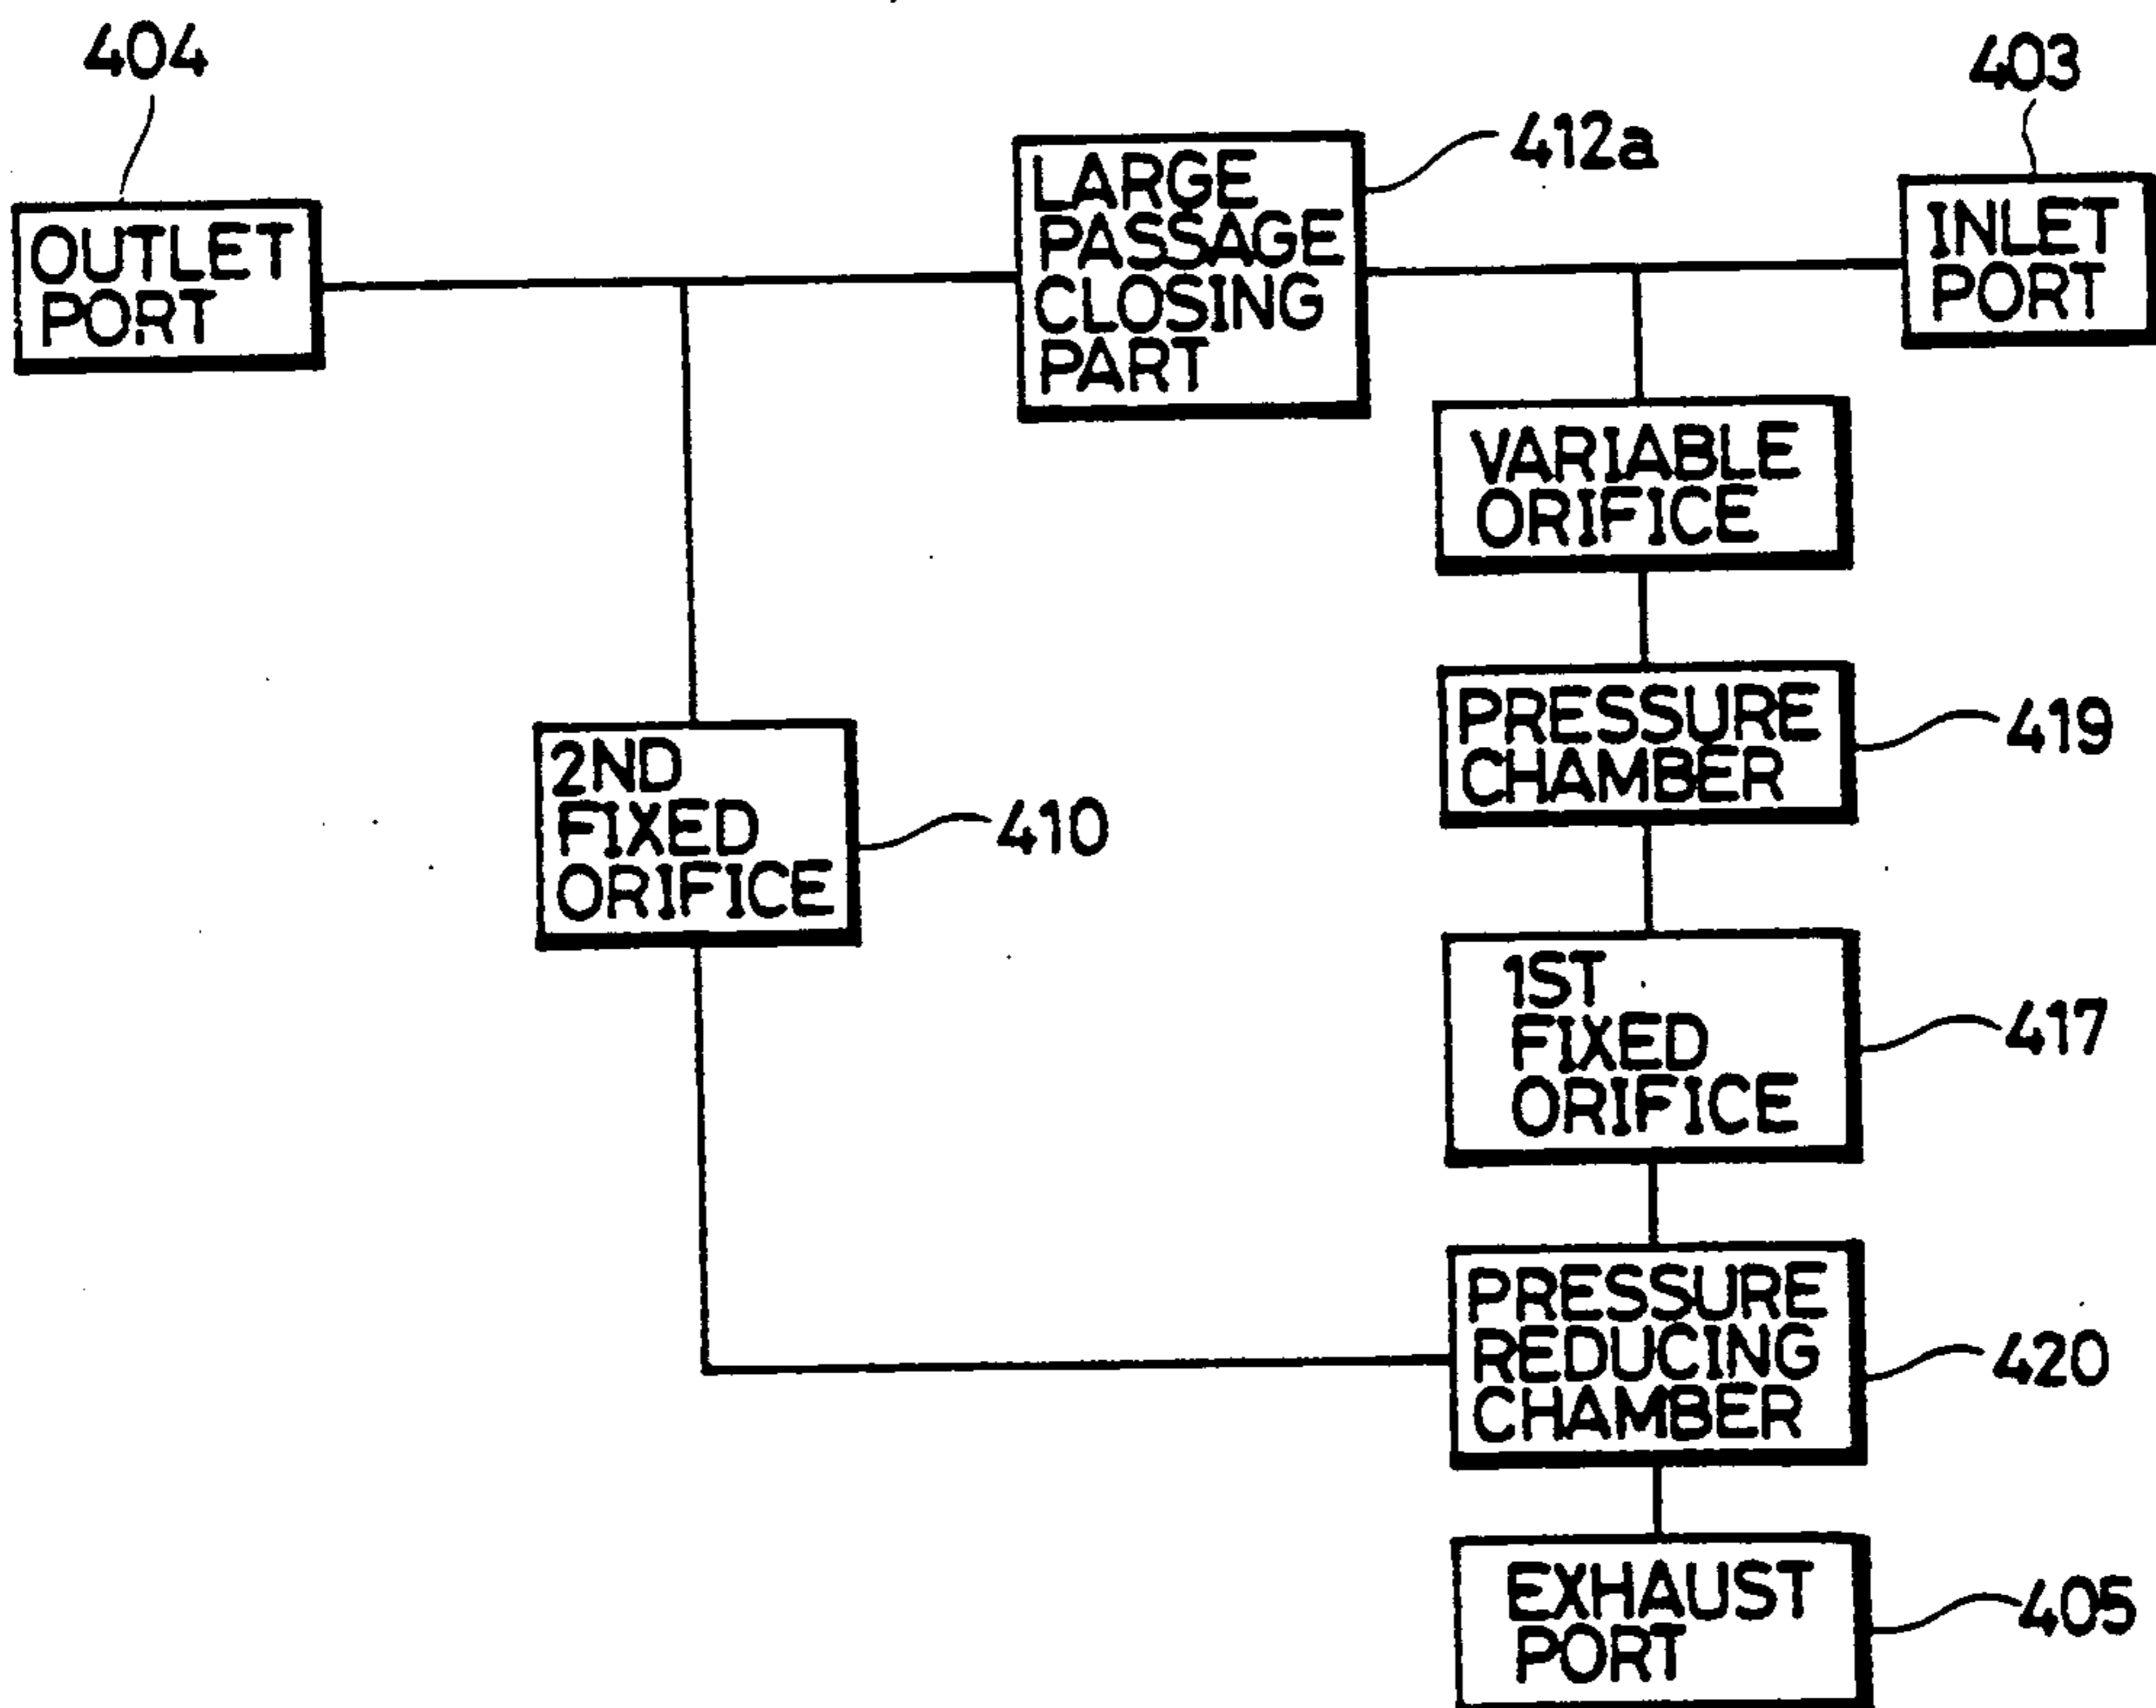 404
403
412a
OUTLET
PORT
LARGE
PASSAGE
CLOSING
PART
INLET
PORT
VARIABLE
ORIFICE
PRESSURE
CHAMBER
419
2ND
FIXED
ORIFICE
410
1ST
FIXED
ORIFICE
417
PRESSURE
REDUCING
CHAMBER
420
EXHAUST
PORT
405